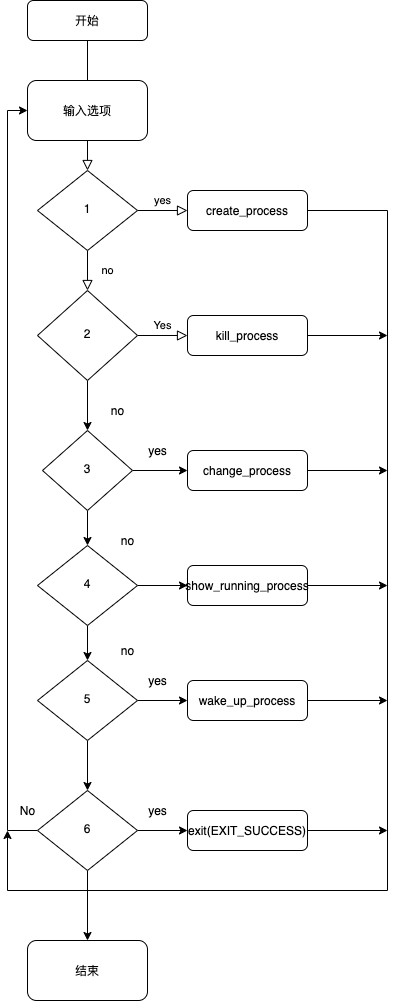 开始
输入选项
1
yes
create_process
no
2
Yes
kill_process
no
3
yes
change_process
no
4
show_running_process
no
5
yes
wake_up_process
No
6
yes
exit(EXIT_SUCCESS)
结束